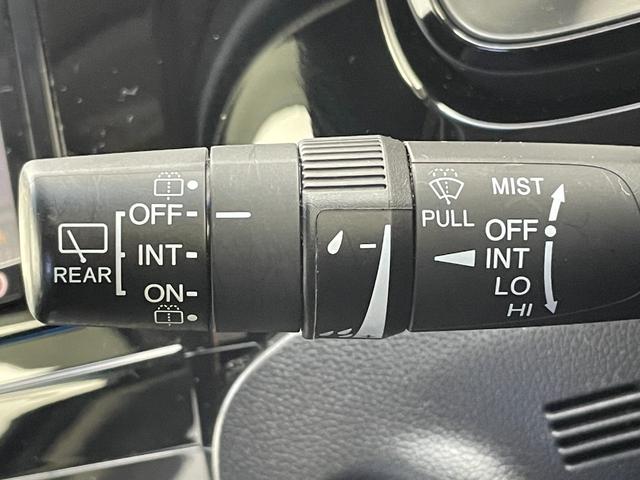 OFF
INT
ON
REAR
PULL
MIST
OFF
INT
LO
HI